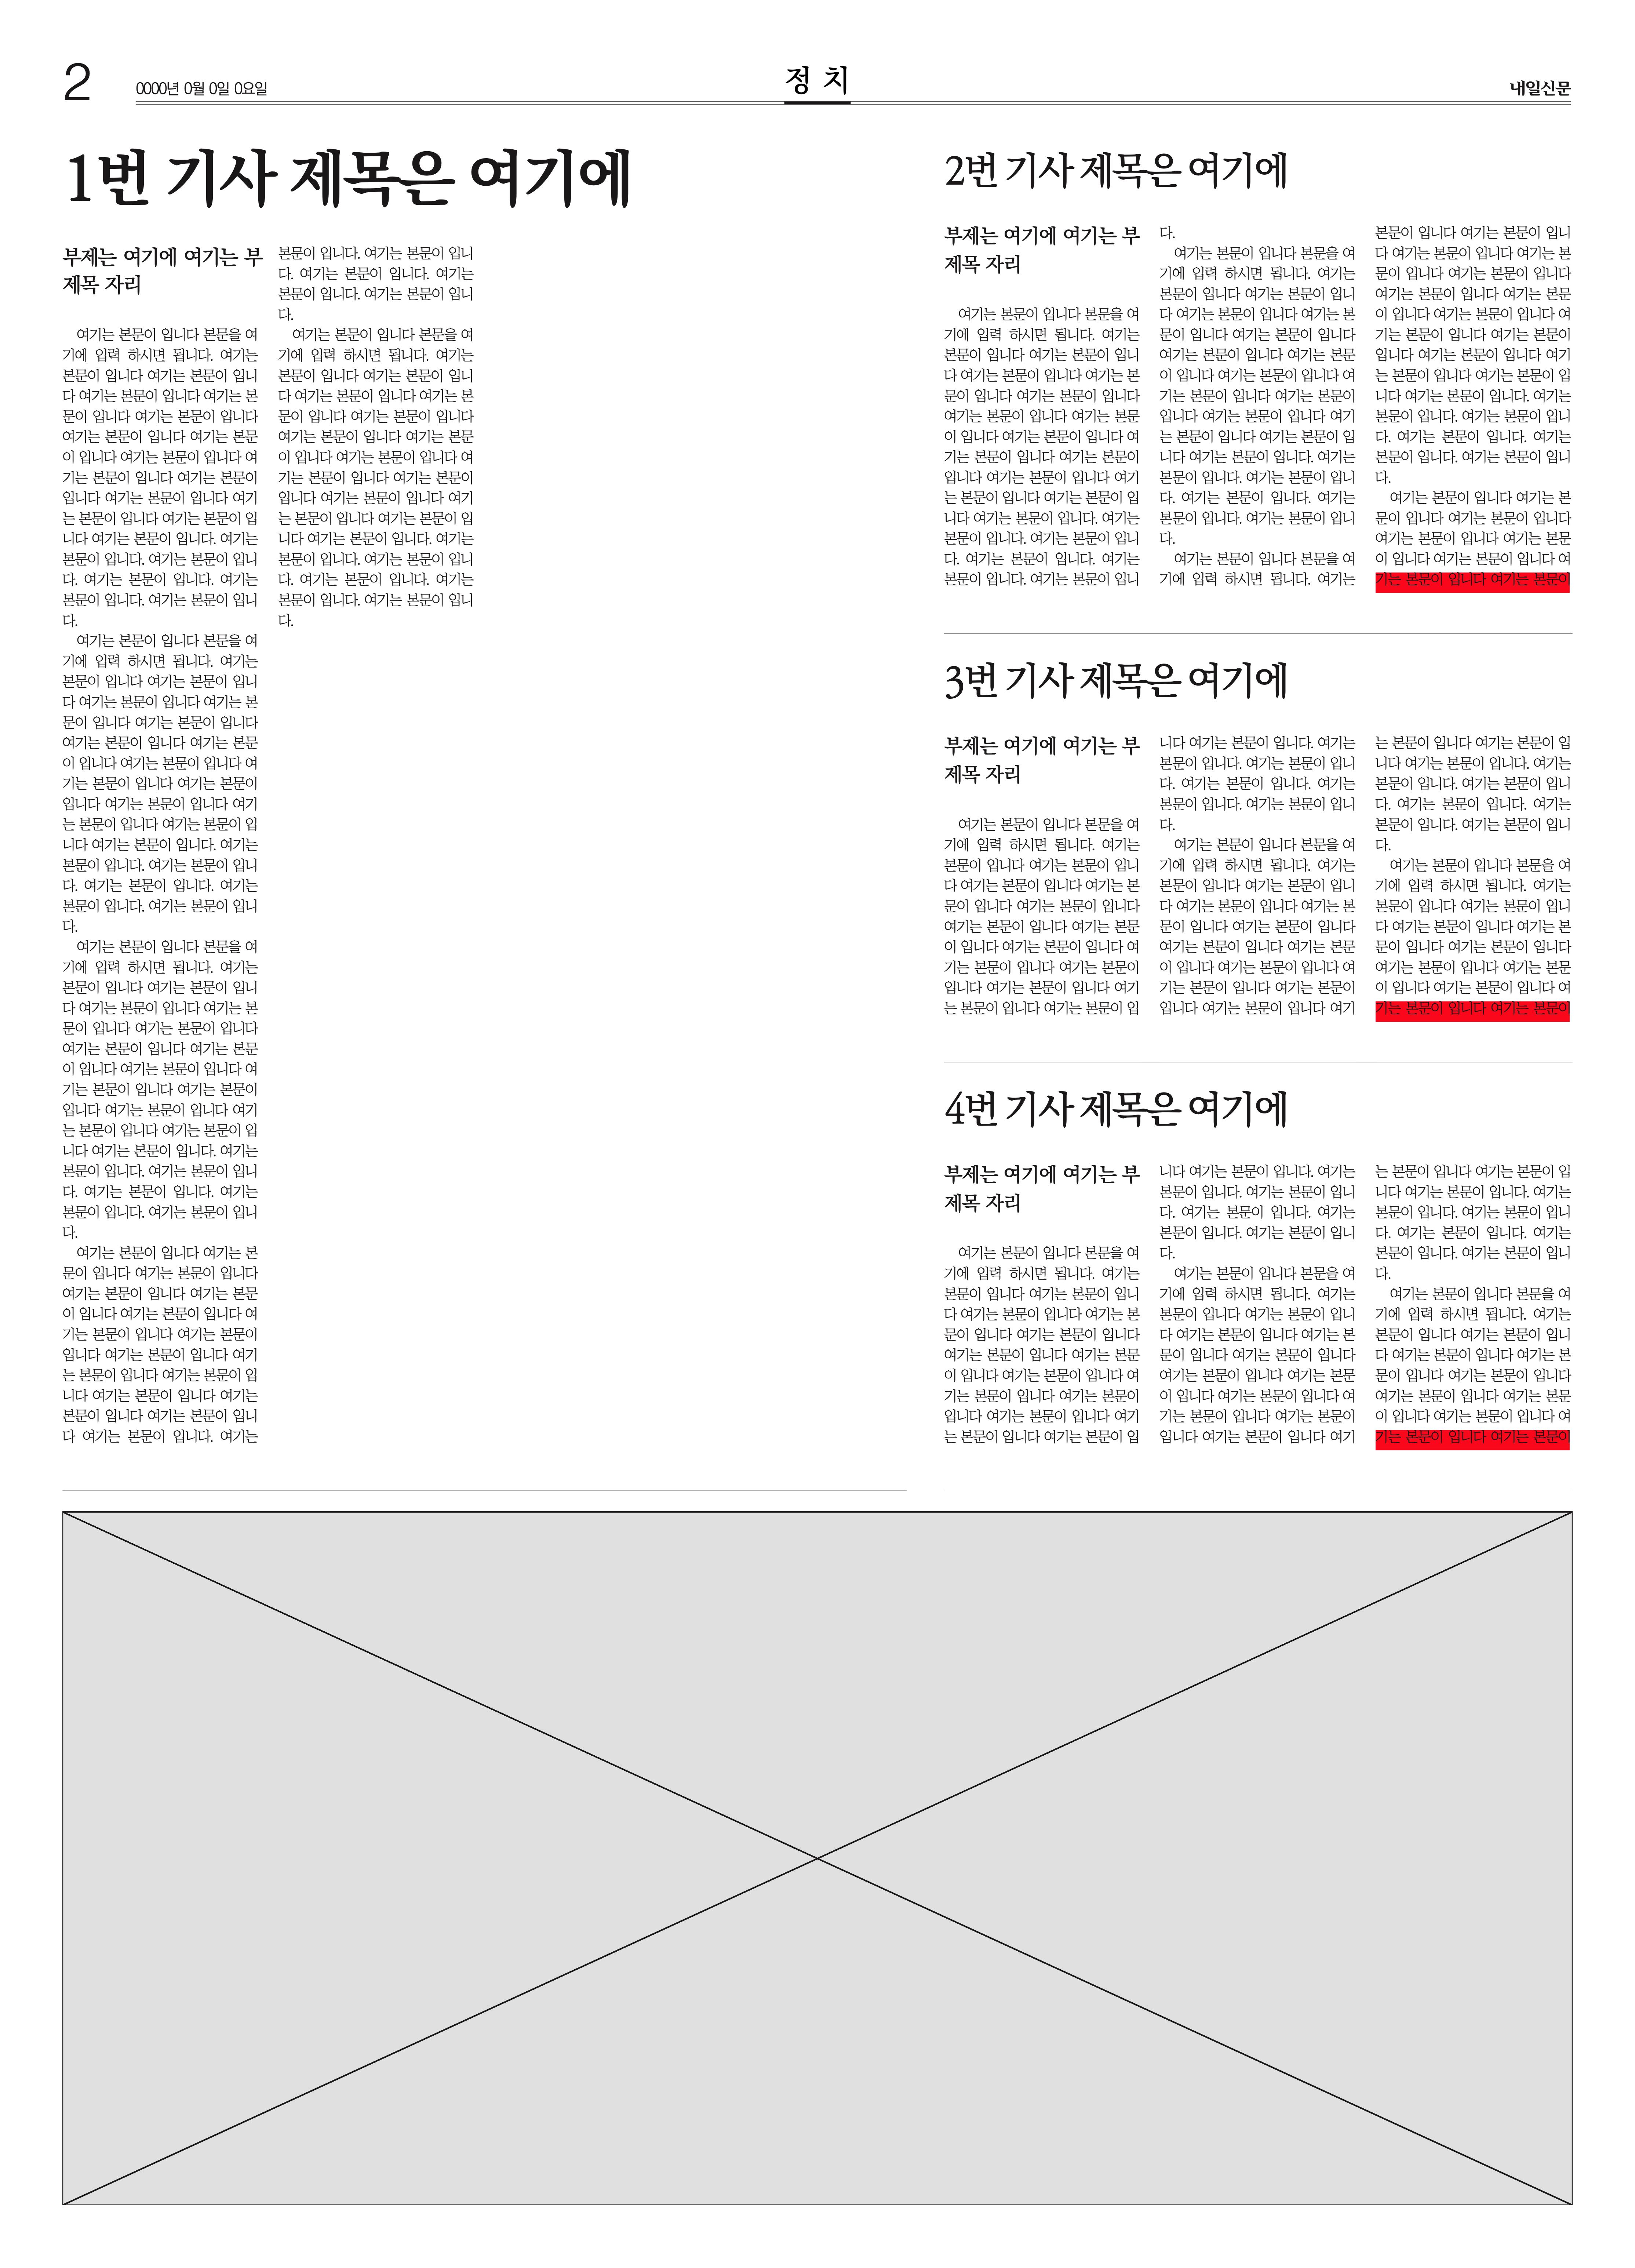 2
0000년 0월 0일 0요일
정 치
내일신문
1번 기사 제목은 여기에
부제는 여기에 여기는 부
제목 자리
여기는 본문이 입니다 본문을 여
기에 입력 하시면 됩니다. 여기는
본문이 입니다 여기는 본문이 입니
다 여기는 본문이 입니다 여기는 본
문이 입니다 여기는 본문이 입니다
여기는 본문이 입니다 여기는 본문
이 입니다 여기는 본문이 입니다 여
기는 본문이 입니다 여기는 본문이
입니다 여기는 본문이 입니다 여기
는 본문이 입니다 여기는 본문이 입
니다 여기는 본문이 입니다. 여기는
본문이 입니다. 여기는 본문이 입니
다. 여기는 본문이 입니다. 여기는
본문이 입니다. 여기는 본문이 입니
다.
여기는 본문이 입니다 본문을 여
기에 입력 하시면 됩니다. 여기는
본문이 입니다 여기는 본문이 입니
다 여기는 본문이 입니다 여기는 본
문이 입니다 여기는 본문이 입니다
여기는 본문이 입니다 여기는 본문
이 입니다 여기는 본문이 입니다 여
기는 본문이 입니다 여기는 본문이
입니다 여기는 본문이 입니다 여기
는 본문이 입니다 여기는 본문이 입
니다 여기는 본문이 입니다. 여기는
본문이 입니다. 여기는 본문이 입니
다. 여기는 본문이 입니다. 여기는
본문이 입니다. 여기는 본문이 입니
다.
여기는 본문이 입니다 본문을 여
기에 입력 하시면 됩니다. 여기는
본문이 입니다 여기는 본문이 입니
다 여기는 본문이 입니다 여기는 본
문이 입니다 여기는 본문이 입니다
여기는 본문이 입니다 여기는 본문
이 입니다 여기는 본문이 입니다 여
기는 본문이 입니다 여기는 본문이
입니다 여기는 본문이 입니다 여기
는 본문이 입니다 여기는 본문이 입
니다 여기는 본문이 입니다. 여기는
본문이 입니다. 여기는 본문이 입니
다. 여기는 본문이 입니다. 여기는
본문이 입니다. 여기는 본문이 입니
다.
여기는 본문이 입니다 여기는 본
문이 입니다 여기는 본문이 입니다
여기는 본문이 입니다 여기는 본문
이 입니다 여기는 본문이 입니다 여
기는 본문이 입니다 여기는 본문이
입니다 여기는 본문이 입니다 여기
는 본문이 입니다 여기는 본문이 입
니다 여기는 본문이 입니다 여기는
본문이 입니다 여기는 본문이 입니
다 여기는 본문이 입니다. 여기는
본문이 입니다. 여기는 본문이 입니
다. 여기는 본문이 입니다. 여기는
본문이 입니다. 여기는 본문이 입니
다.
여기는 본문이 입니다 본문을 여
기에 입력 하시면 됩니다. 여기는
본문이 입니다 여기는 본문이 입니
다 여기는 본문이 입니다 여기는 본
문이 입니다 여기는 본문이 입니다
여기는 본문이 입니다 여기는 본문
이 입니다 여기는 본문이 입니다 여
기는 본문이 입니다 여기는 본문이
입니다 여기는 본문이 입니다 여기
는 본문이 입니다 여기는 본문이 입
니다 여기는 본문이 입니다. 여기는
본문이 입니다. 여기는 본문이 입니
다. 여기는 본문이 입니다. 여기는
본문이 입니다. 여기는 본문이 입니
다.
2번 기사 제목은 여기에
부제는 여기에 여기는 부
제목 자리
여기는 본문이 입니다 본문을 여
기에 입력 하시면 됩니다. 여기는
본문이 입니다 여기는 본문이 입니
다 여기는 본문이 입니다 여기는 본
문이 입니다 여기는 본문이 입니다
여기는 본문이 입니다 여기는 본문
이 입니다 여기는 본문이 입니다 여
기는 본문이 입니다 여기는 본문이
입니다 여기는 본문이 입니다 여기
는 본문이 입니다 여기는 본문이 입
니다 여기는 본문이 입니다. 여기는
본문이 입니다. 여기는 본문이 입니
다. 여기는 본문이 입니다. 여기는
본문이 입니다. 여기는 본문이 입니
다.
여기는 본문이 입니다 본문을 여
기에 입력 하시면 됩니다. 여기는
본문이 입니다 여기는 본문이 입니
다 여기는 본문이 입니다 여기는 본
문이 입니다 여기는 본문이 입니다
여기는 본문이 입니다 여기는 본문
이 입니다 여기는 본문이 입니다 여
기는 본문이 입니다 여기는 본문이
입니다 여기는 본문이 입니다 여기
는 본문이 입니다 여기는 본문이 입
니다 여기는 본문이 입니다. 여기는
본문이 입니다. 여기는 본문이 입니
다. 여기는 본문이 입니다. 여기는
본문이 입니다. 여기는 본문이 입니
다.
여기는 본문이 입니다 본문을 여
기에 입력 하시면 됩니다. 여기는
본문이 입니다 여기는 본문이 입니
다 여기는 본문이 입니다 여기는 본
문이 입니다 여기는 본문이 입니다
여기는 본문이 입니다 여기는 본문
이 입니다 여기는 본문이 입니다 여
기는 본문이 입니다 여기는 본문이
입니다 여기는 본문이 입니다 여기
는 본문이 입니다 여기는 본문이 입
니다 여기는 본문이 입니다. 여기는
본문이 입니다. 여기는 본문이 입니
다. 여기는 본문이 입니다. 여기는
본문이 입니다. 여기는 본문이 입니
다.
여기는 본문이 입니다 여기는 본
문이 입니다 여기는 본문이 입니다
여기는 본문이 입니다 여기는 본문
이 입니다 여기는 본문이 입니다 여
기는 본문이 입니다 여기는 본문이
3번 기사 제목은 여기에
부제는 여기에 여기는 부
제목 자리
여기는 본문이 입니다 본문을 여
기에 입력 하시면 됩니다. 여기는
본문이 입니다 여기는 본문이 입니
다 여기는 본문이 입니다 여기는 본
문이 입니다 여기는 본문이 입니다
여기는 본문이 입니다 여기는 본문
이 입니다 여기는 본문이 입니다 여
기는 본문이 입니다 여기는 본문이
입니다 여기는 본문이 입니다 여기
는 본문이 입니다 여기는 본문이 입
니다 여기는 본문이 입니다. 여기는
본문이 입니다. 여기는 본문이 입니
다. 여기는 본문이 입니다. 여기는
본문이 입니다. 여기는 본문이 입니
다.
여기는 본문이 입니다 본문을 여
기에 입력 하시면 됩니다. 여기는
본문이 입니다 여기는 본문이 입니
다 여기는 본문이 입니다 여기는 본
문이 입니다 여기는 본문이 입니다
여기는 본문이 입니다 여기는 본문
이 입니다 여기는 본문이 입니다 여
기는 본문이 입니다 여기는 본문이
입니다 여기는 본문이 입니다 여기
는 본문이 입니다 여기는 본문이 입
니다 여기는 본문이 입니다. 여기는
본문이 입니다. 여기는 본문이 입니
다. 여기는 본문이 입니다. 여기는
본문이 입니다. 여기는 본문이 입니
다.
여기는 본문이 입니다 본문을 여
기에 입력 하시면 됩니다. 여기는
본문이 입니다 여기는 본문이 입니
다 여기는 본문이 입니다 여기는 본
문이 입니다 여기는 본문이 입니다
여기는 본문이 입니다 여기는 본문
이 입니다 여기는 본문이 입니다 여
기는 본문이 입니다 여기는 본문이
4번 기사 제목은 여기에
부제는 여기에 여기는 부
제목 자리
여기는 본문이 입니다 본문을 여
기에 입력 하시면 됩니다. 여기는
본문이 입니다 여기는 본문이 입니
다 여기는 본문이 입니다 여기는 본
문이 입니다 여기는 본문이 입니다
여기는 본문이 입니다 여기는 본문
이 입니다 여기는 본문이 입니다 여
기는 본문이 입니다 여기는 본문이
입니다 여기는 본문이 입니다 여기
는 본문이 입니다 여기는 본문이 입
니다 여기는 본문이 입니다. 여기는
본문이 입니다. 여기는 본문이 입니
다. 여기는 본문이 입니다. 여기는
본문이 입니다. 여기는 본문이 입니
다.
여기는 본문이 입니다 본문을 여
기에 입력 하시면 됩니다. 여기는
본문이 입니다 여기는 본문이 입니
다 여기는 본문이 입니다 여기는 본
문이 입니다 여기는 본문이 입니다
여기는 본문이 입니다 여기는 본문
이 입니다 여기는 본문이 입니다 여
기는 본문이 입니다 여기는 본문이
입니다 여기는 본문이 입니다 여기
는 본문이 입니다 여기는 본문이 입
니다 여기는 본문이 입니다. 여기는
본문이 입니다. 여기는 본문이 입니
다. 여기는 본문이 입니다. 여기는
본문이 입니다. 여기는 본문이 입니
다.
여기는 본문이 입니다 본문을 여
기에 입력 하시면 됩니다. 여기는
본문이 입니다 여기는 본문이 입니
다 여기는 본문이 입니다 여기는 본
문이 입니다 여기는 본문이 입니다
여기는 본문이 입니다 여기는 본문
이 입니다 여기는 본문이 입니다 여
기는 본문이 입니다 여기는 본문이